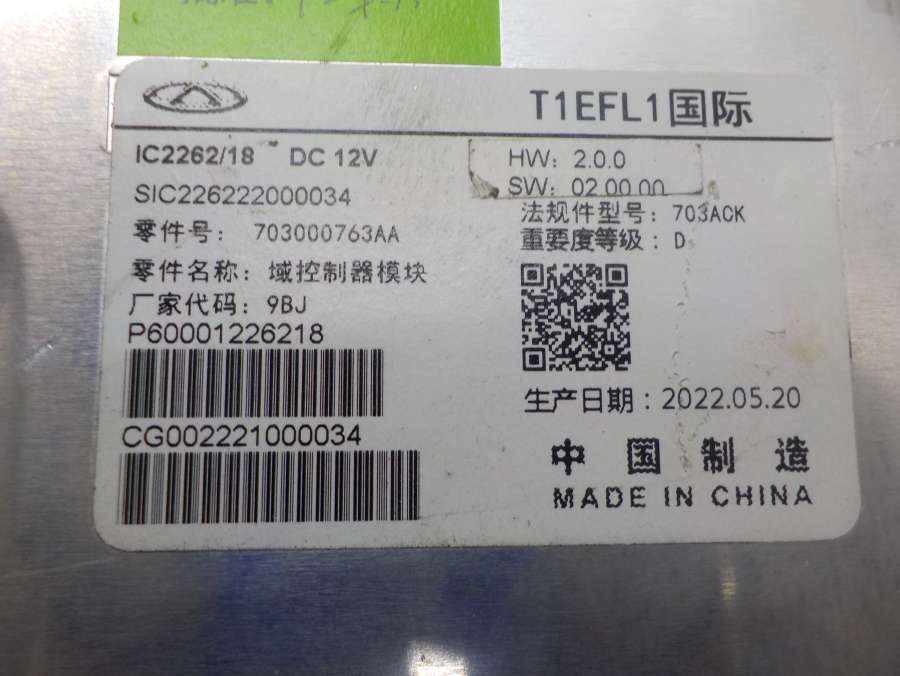 T1EFL1国际
IC2262/18 DC 12V
SIC226222000034
零件号: 703000763AA
零件名称: 域控制器模块
厂家代码: 9BJ
P60001226218
CG002221000034
HW: 2.0.0
SW: 02.00.00
法规件型号: 703ACK
重要度等级: D
生产日期: 2022.05.20
中国制造
MADE IN CHINA